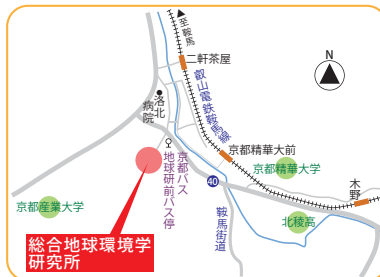 至鞍馬
二軒茶屋
N
叡山電鉄鞍馬線
洛北
病院
京都バス
地球研前バス停
京都精華大前
京都精華大学
40
木野
京都産業大学
鞍馬街道
北稜高
総合地球環境学
研究所